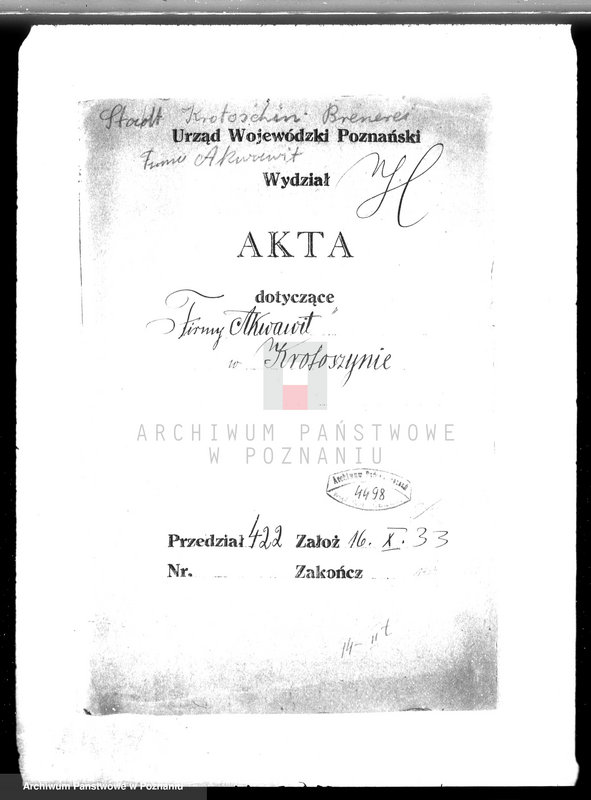 Stadt Krotoschin Brenerei
Urząd Wojewódzki Poznański
Firma Akwawit
Wydział
AKTA
dotyczące
Firmy "Akwawit"
w Krotoszynie
ARCHIWUM PAŃSTWOWE
W POZNANIU
4498
Przedział 422 Założ 16. X. 33
Nr. Zakończ
Archiwum Państwowe w Poznaniu